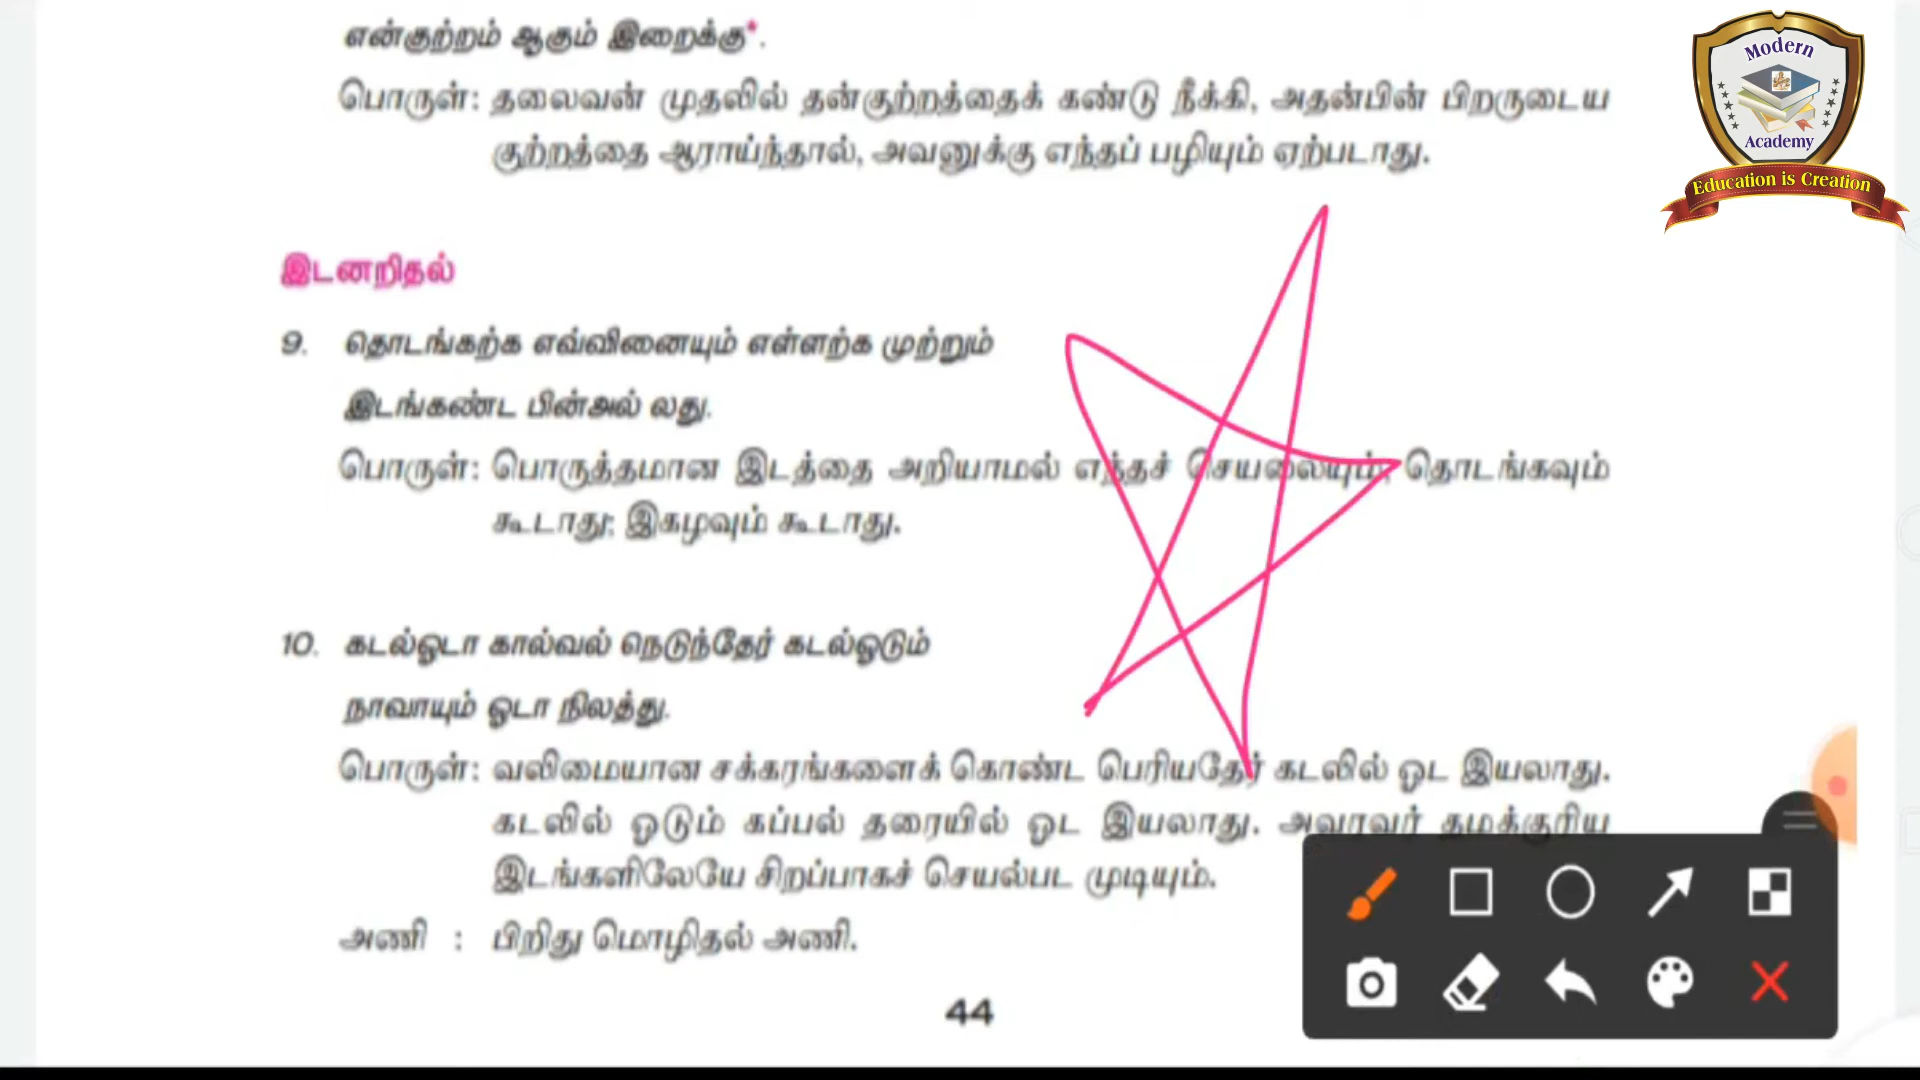 என்குற்றம் ஆகும் இறைக்கு*.
பொருள்: தலைவன் முதலில் தன்குற்றத்தைக் கண்டு நீக்கி, அதன்பின் பிறருடைய
குற்றத்தை ஆராய்ந்தால், அவனுக்கு எந்தப் பழியும் ஏற்படாது.
Modern
Academy
Education is Creation
இடனறிதல்
9. தொடங்கற்க எவ்வினையும் எள்ளற்க முற்றும்
இடங்கண்ட பின்அல் லது.
பொருள்: பொருத்தமான இடத்தை அறியாமல் எந்தச் செயலையும், தொடங்கவும்
கூடாது; இகழவும் கூடாது.
10. கடல்ஓடா கால்வல் நெடுந்தேர் கடல்ஓடும்
நாவாயும் ஓடா நிலத்து.
பொருள்: வலிமையான சக்கரங்களைக் கொண்ட பெரியதேர் கடலில் ஓட இயலாது.
கடலில் ஓடும் கப்பல் தரையில் ஓட இயலாது. அவரவர் தமக்குரிய
இடங்களிலேயே சிறப்பாகச் செயல்பட முடியும்.
அணி : பிறிது மொழிதல் அணி.
44